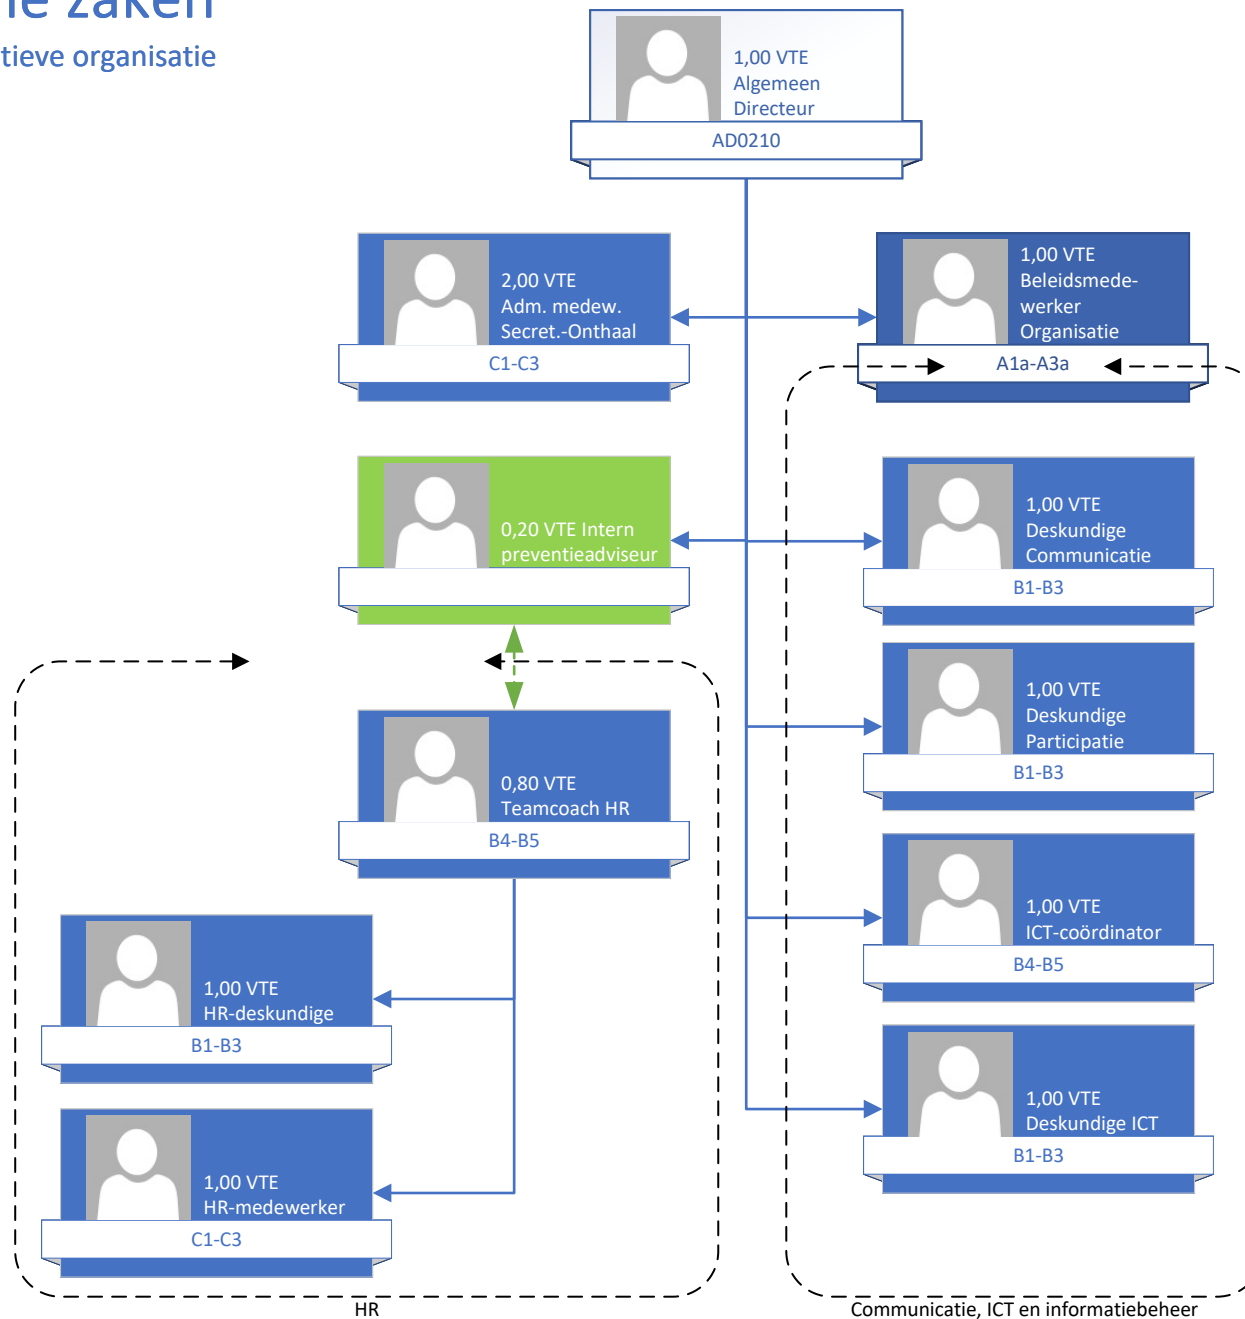 ne zaken
tieve organisatie
1,00 VTE
Algemeen
Directeur
AD0210
2,00 VTE
Adm. medew.
Secret.-Onthaal
C1-C3
1,00 VTE
Beleidsmede-
werker
Organisatie
A1a-A3a
0,20 VTE Intern
preventieadviseur
1,00 VTE
Deskundige
Communicatie
B1-B3
1,00 VTE
Deskundige
Participatie
B1-B3
0,80 VTE
Teamcoach HR
B4-B5
1,00 VTE
ICT-coördinator
B4-B5
1,00 VTE
HR-deskundige
B1-B3
1,00 VTE
Deskundige ICT
B1-B3
1,00 VTE
HR-medewerker
C1-C3
HR
Communicatie, ICT en informatiebeheer